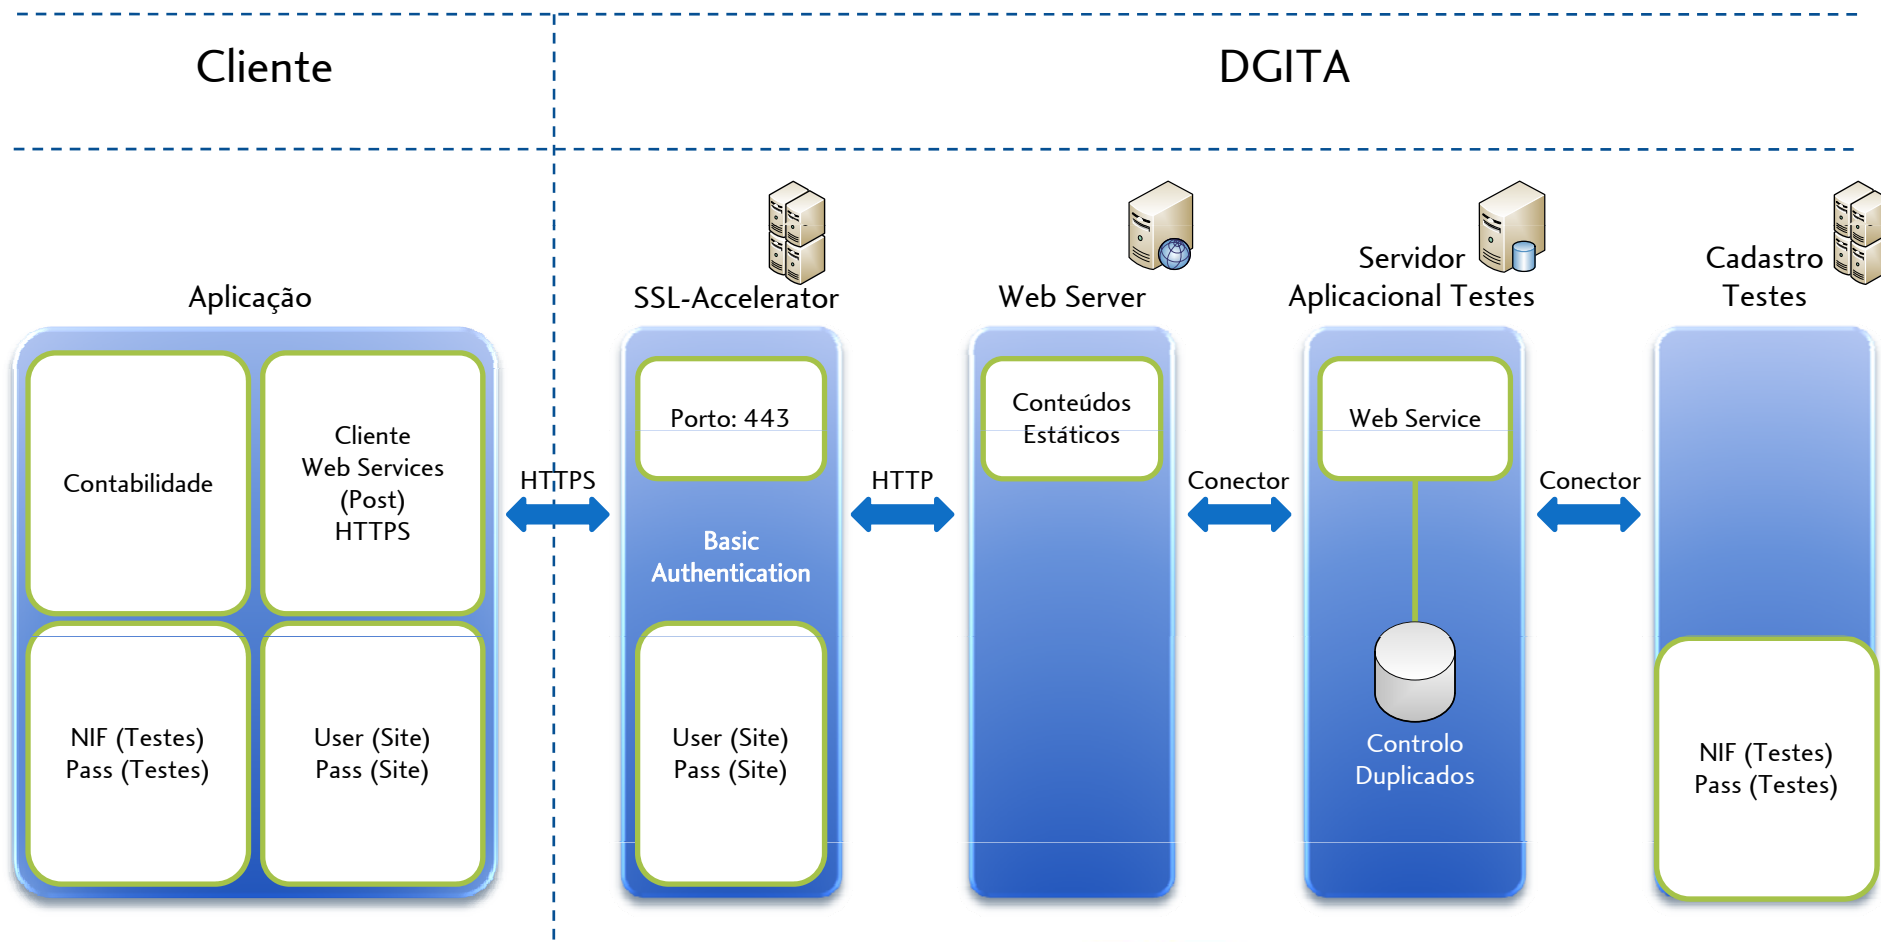 Cliente
DGITA
Aplicação
Contabilidade
Cliente
Web Services
(Post)
HTTPS
NIF (Testes)
Pass (Testes)
User (Site)
Pass (Site)
HTTPS
SSL-Accelerator
Porto: 443
Basic
Authentication
User (Site)
Pass (Site)
HTTP
Web Server
Conteúdos
Estáticos
Conector
Servidor
Aplicacional Testes
Web Service
Controlo
Duplicados
Conector
Cadastro
Testes
NIF (Testes)
Pass (Testes)